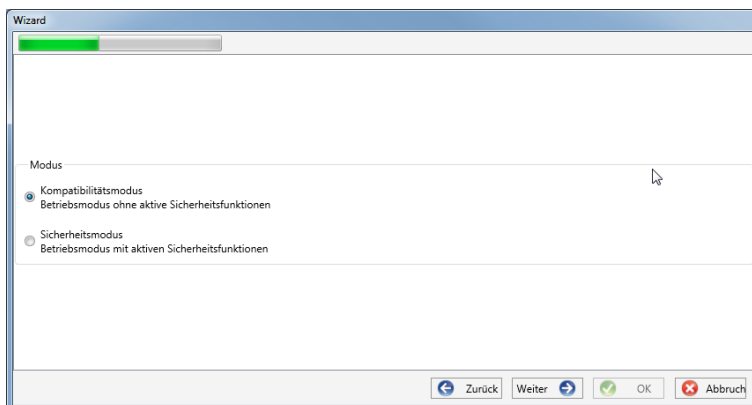 Wizard
Modus
Kompatibilitätsmodus
Betriebsmodus ohne aktive Sicherheitsfunktionen
Sicherheitsmodus
Betriebsmodus mit aktiven Sicherheitsfunktionen
Zurück Weiter OK Abbruch